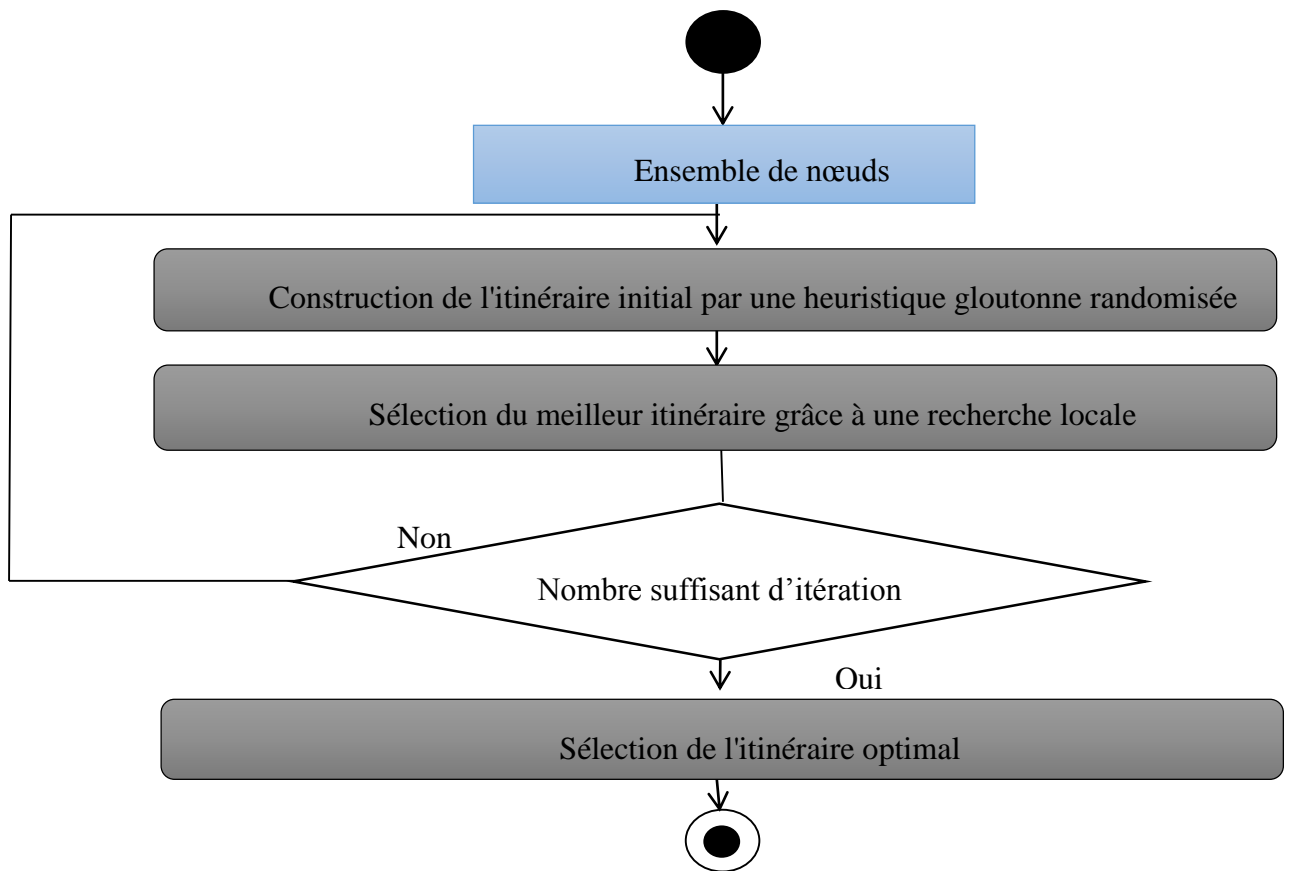 Ensemble de nœuds
Construction de l'itinéraire initial par une heuristique gloutonne randomisée
Sélection du meilleur itinéraire grâce à une recherche locale
Non
Nombre suffisant d’itération
Oui
Sélection de l'itinéraire optimal